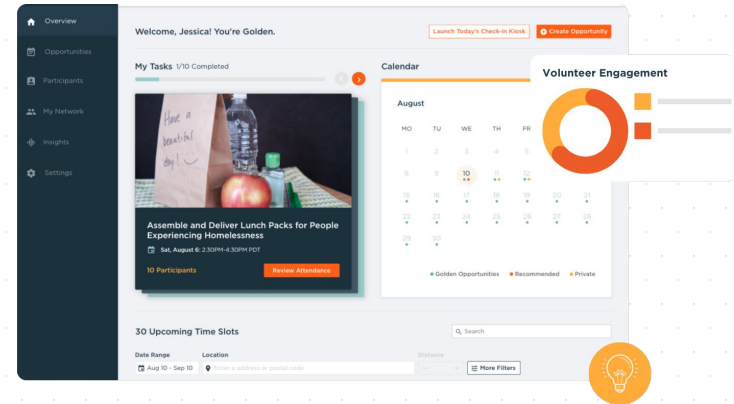 Overview
Opportunities
Participants
My Network
Insights
Settings
Welcome, Jessica! You're Golden.
Launch Today's Check-in Kiosk
Create Opportunity
My Tasks 1/10 Completed
Have a
beautiful
day!
Assemble and Deliver Lunch Packs for People
Experiencing Homelessness
Sat, August 6: 2:30PM-4:30PM PDT
10 Participants
Review Attendance
Calendar
August
MO TU WE TH FR
1 2 3 4 5
8 9 10 11 12
15 16 17 18 19 20 21
22 23 24 25 26 27 28
29 30
Golden Opportunities Recommended Private
Volunteer Engagement
30 Upcoming Time Slots
Search
Date Range Location Distance
Aug 10 - Sep 10 Enter a address or postal code
More Filters